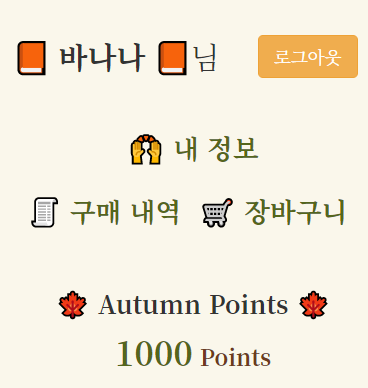 바나나 님 로그아웃
내 정보
구매 내역 장바구니
Autumn Points
1000 Points